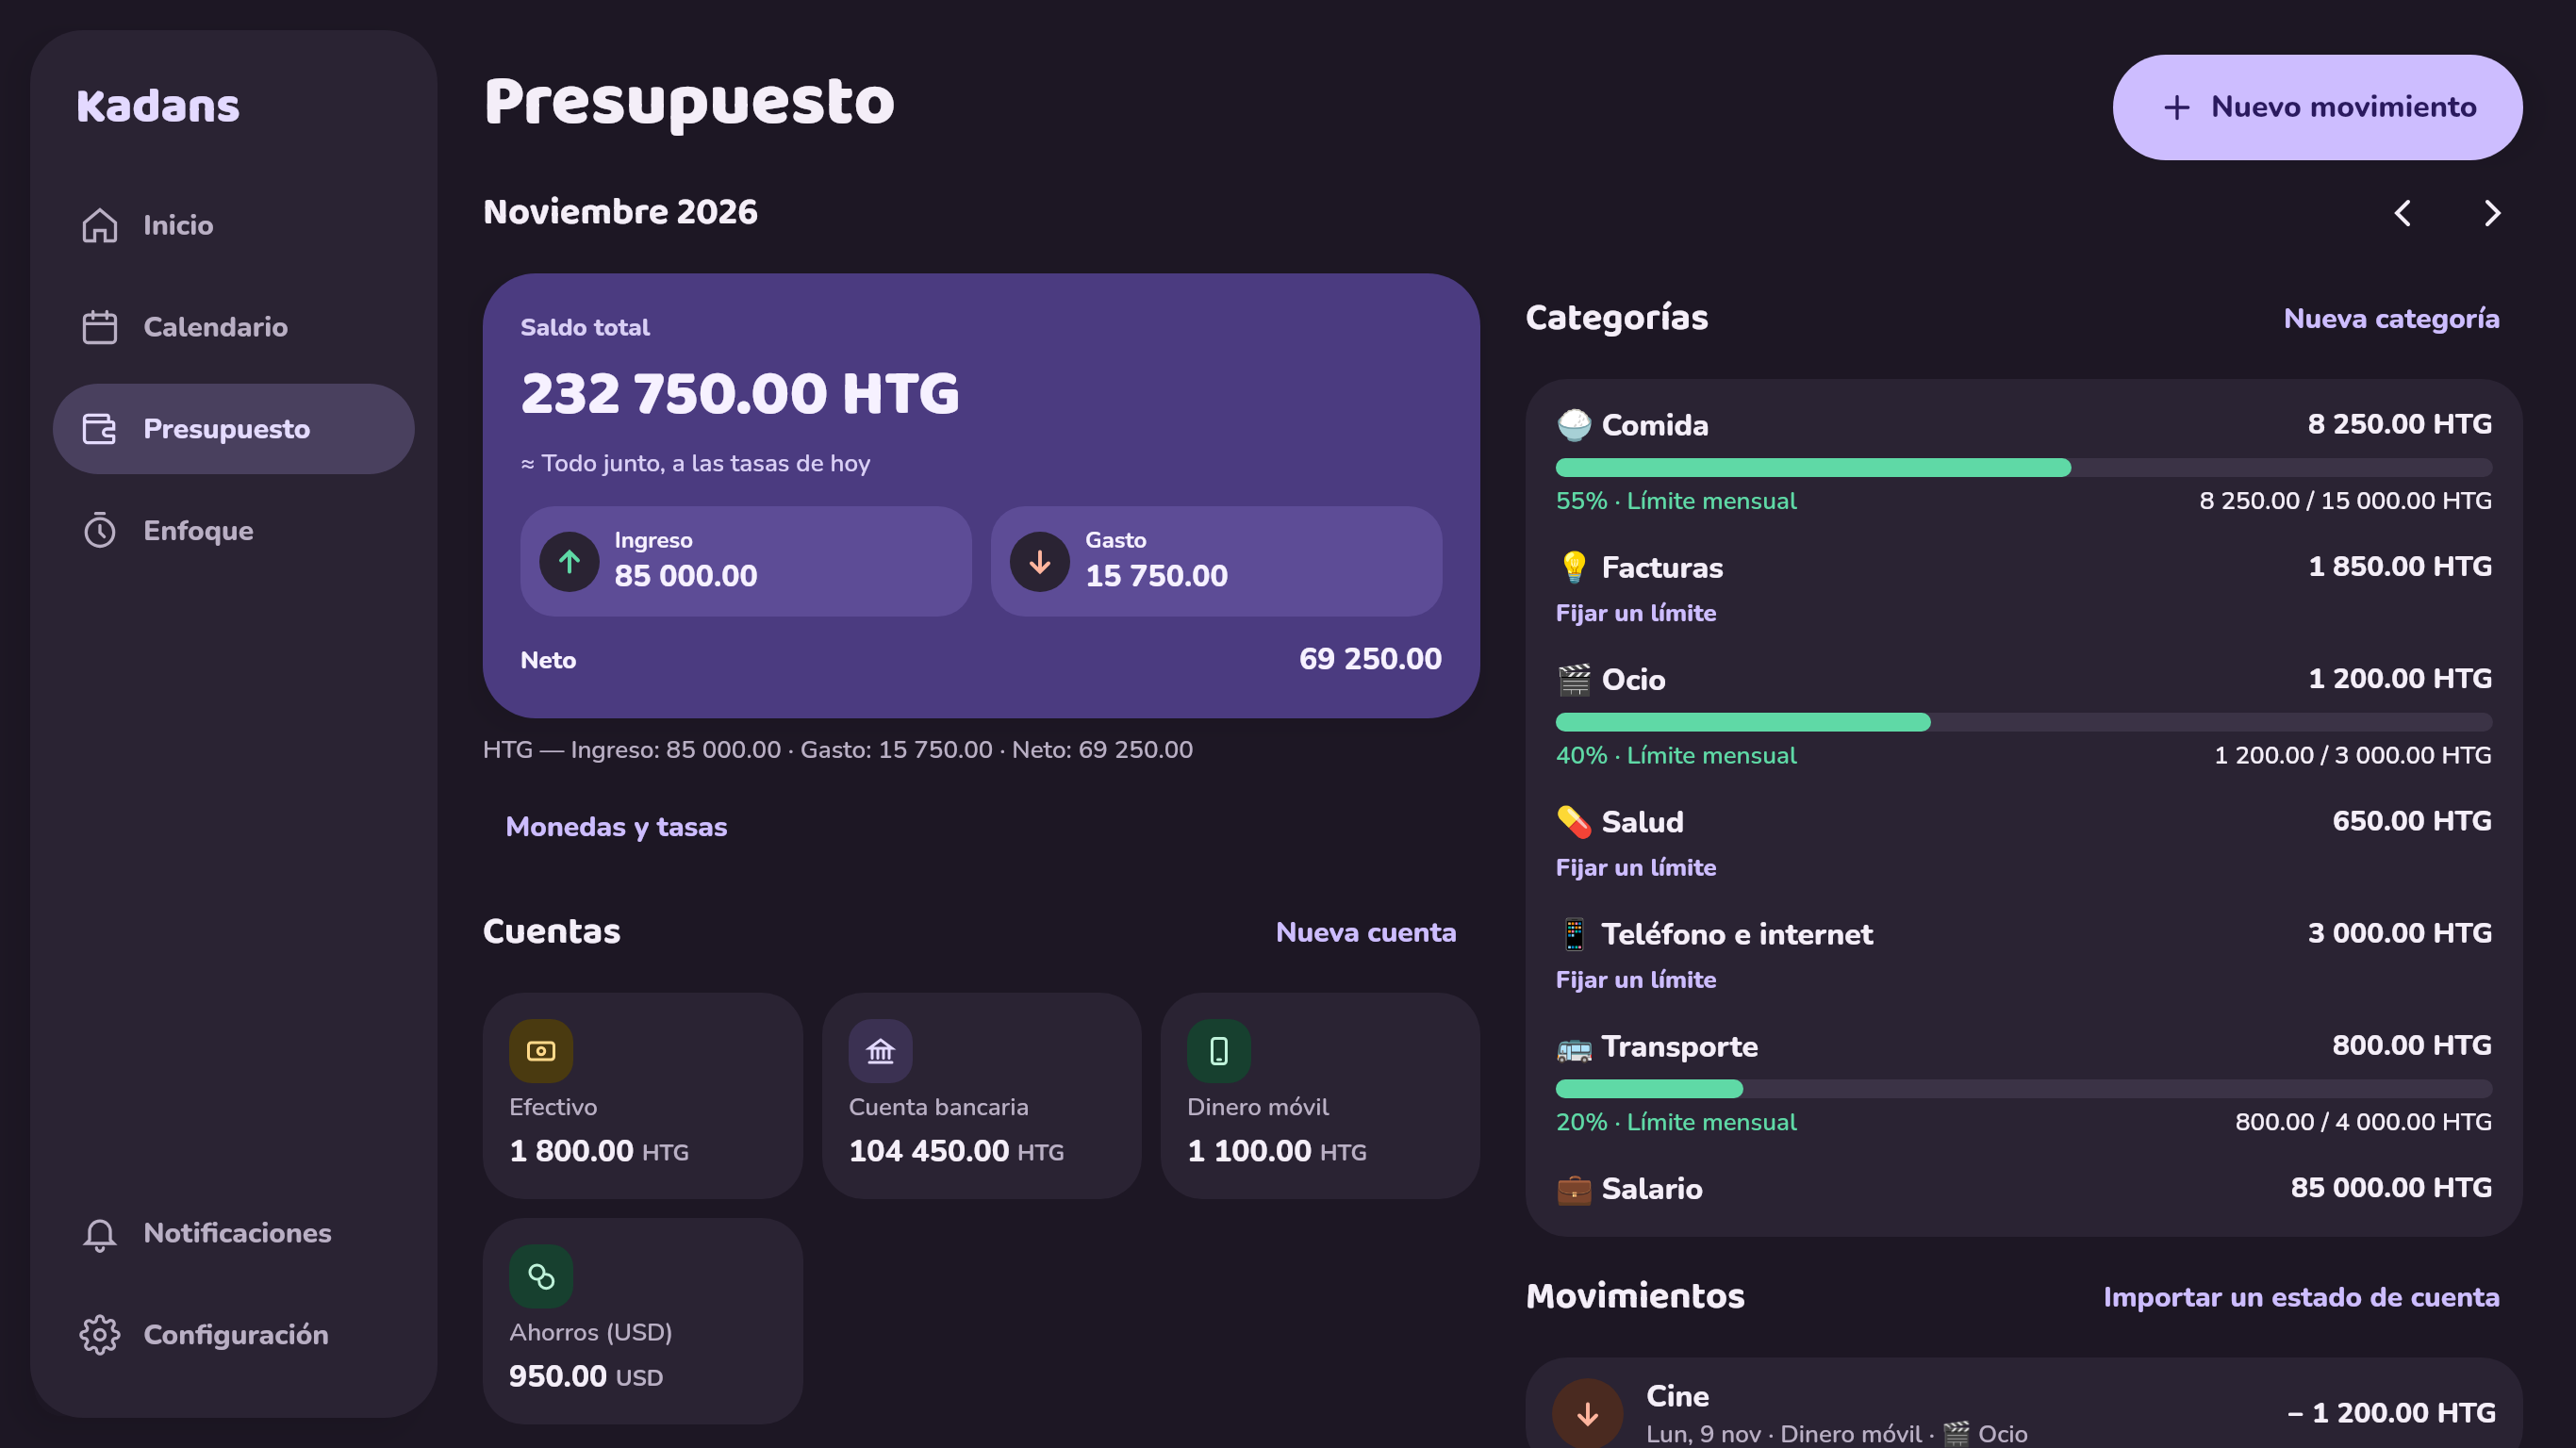 Kadans
Inicio
Calendario
Presupuesto
Enfoque
Notificaciones
Configuración
Presupuesto
Nuevo movimiento
Noviembre 2026
Saldo total
232 750.00 HTG
≈ Todo junto, a las tasas de hoy
Ingreso
85 000.00
Gasto
15 750.00
Neto 69 250.00
HTG — Ingreso: 85 000.00 · Gasto: 15 750.00 · Neto: 69 250.00
Monedas y tasas
Cuentas Nueva cuenta
Efectivo
1 800.00 HTG
Cuenta bancaria
104 450.00 HTG
Dinero móvil
1 100.00 HTG
Ahorros (USD)
950.00 USD
Categorías Nueva categoría
🍚 Comida 8 250.00 HTG
55% · Límite mensual 8 250.00 / 15 000.00 HTG
💡 Facturas 1 850.00 HTG
Fijar un límite
🎬 Ocio 1 200.00 HTG
40% · Límite mensual 1 200.00 / 3 000.00 HTG
💊 Salud 650.00 HTG
Fijar un límite
📱 Teléfono e internet 3 000.00 HTG
Fijar un límite
🚌 Transporte 800.00 HTG
20% · Límite mensual 800.00 / 4 000.00 HTG
💼 Salario 85 000.00 HTG
Movimientos Importar un estado de cuenta
Cine − 1 200.00 HTG
Lun, 9 nov · Dinero móvil · 🎬 Ocio